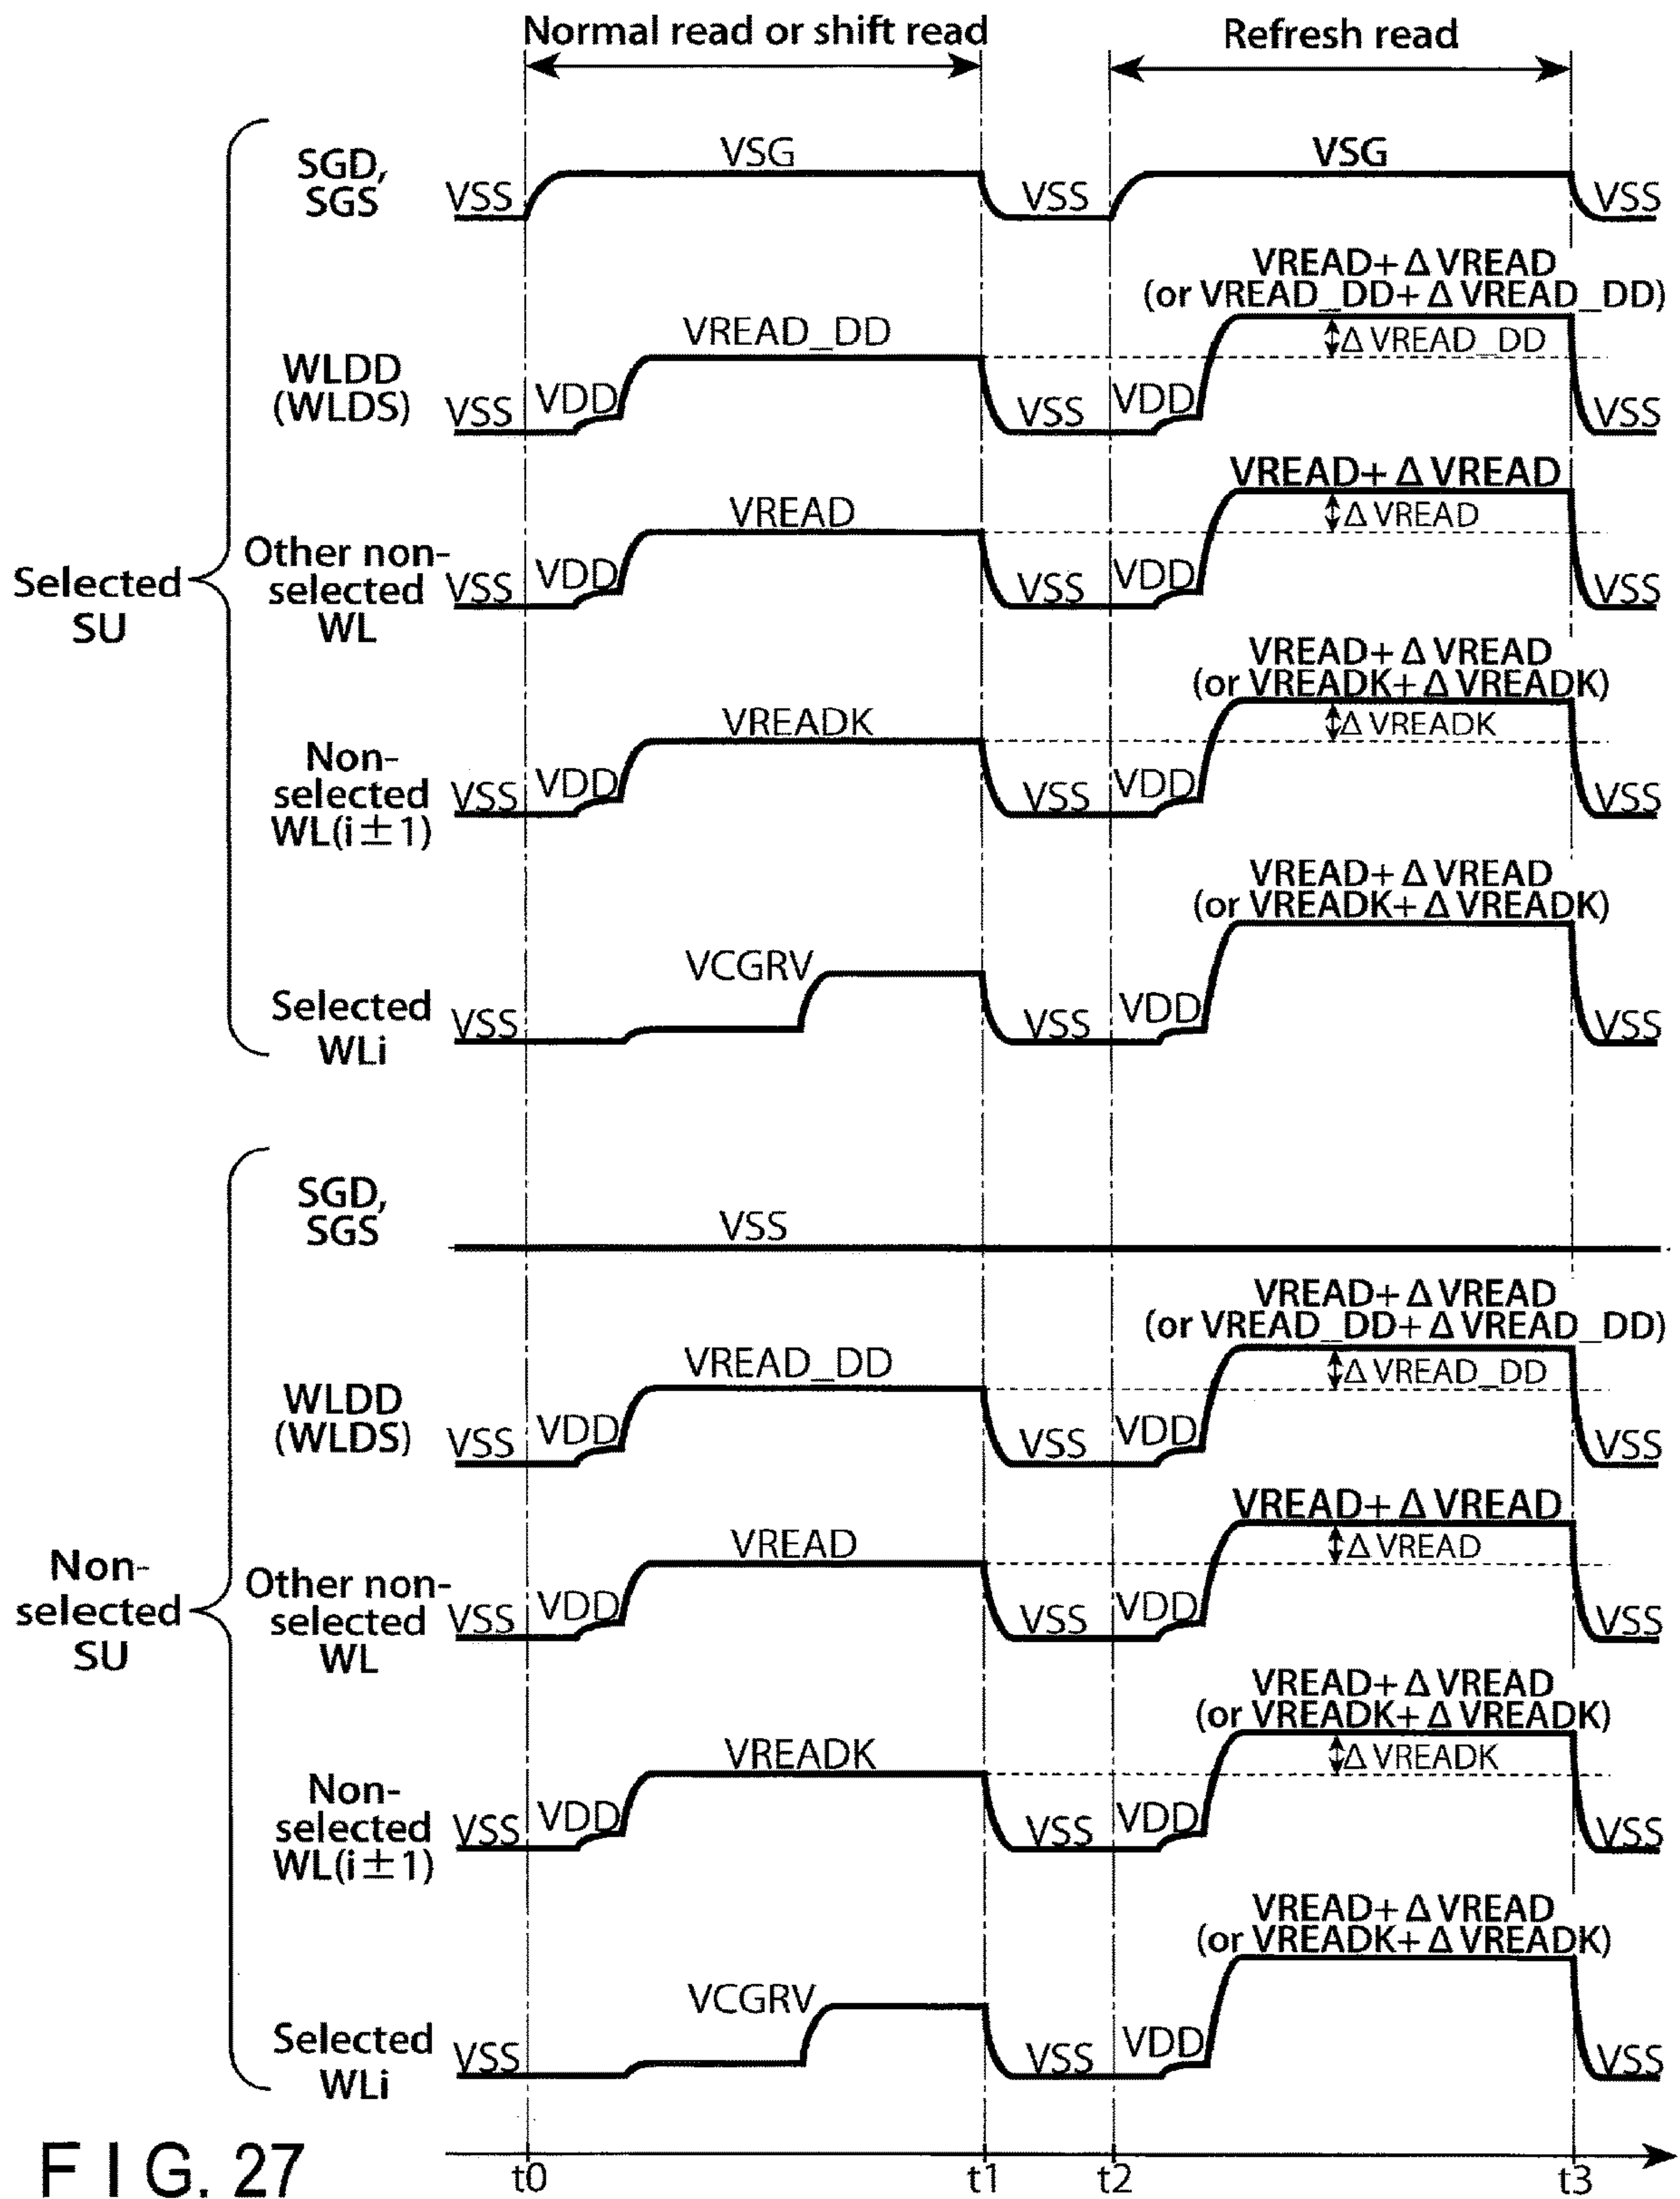 Normal read or shift read
Refresh read
SGD,
SGS
VSS
VSG
VSS
VSG
VSS
VREAD+ΔVREAD
(or VREAD_DD+ΔVREAD_DD)
WLDD
(WLDS)
VSS
VDD
VREAD_DD
VSS
VDD
ΔVREAD_DD
VSS
VREAD+ΔVREAD
Other non-
selected
WL
VSS
VDD
VREAD
VSS
VDD
ΔVREAD
VSS
Selected
SU
VREAD+ΔVREAD
(or VREADK+ΔVREADK)
Non-
selected
WL(i±1)
VSS
VDD
VREADK
VSS
VDD
ΔVREADK
VSS
VREAD+ΔVREAD
(or VREADK+ΔVREADK)
Selected
WLi
VSS
VCGRV
VSS
VDD
VSS
SGD,
SGS
VSS
VREAD+ΔVREAD
(or VREAD_DD+ΔVREAD_DD)
WLDD
(WLDS)
VSS
VDD
VREAD_DD
VSS
VDD
ΔVREAD_DD
VSS
VREAD+ΔVREAD
Non-
selected
SU
Other non-
selected
WL
VSS
VDD
VREAD
VSS
VDD
ΔVREAD
VSS
VREAD+ΔVREAD
(or VREADK+ΔVREADK)
Non-
selected
WL(i±1)
VSS
VDD
VREADK
VSS
VDD
ΔVREADK
VSS
VREAD+ΔVREAD
(or VREADK+ΔVREADK)
Selected
WLi
VSS
VCGRV
VSS
VDD
VSS
t0
t1
t2
t3
FIG. 27